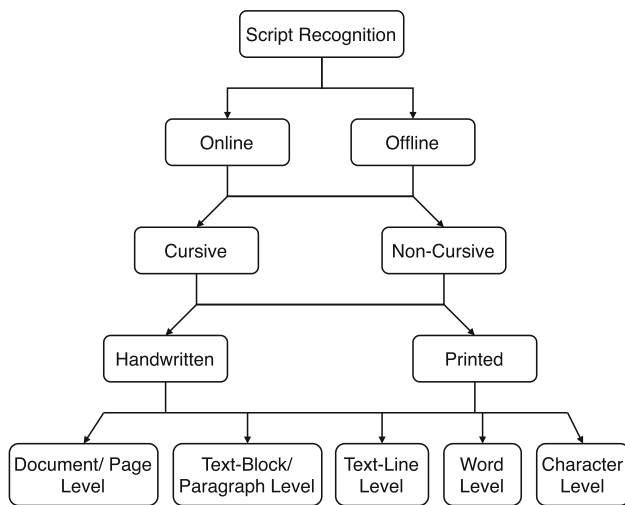 Script Recognition
Online
Offline
Cursive
Non-Cursive
Handwritten
Printed
Document/ Page
Level
Text-Block/
Paragraph Level
Text-Line
Level
Word
Level
Character
Level